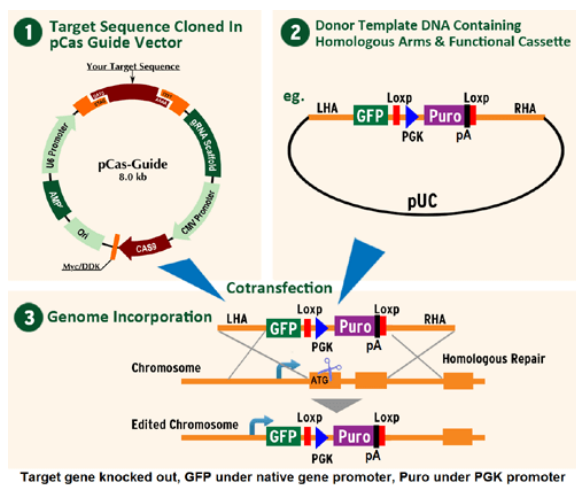 1 Target Sequence Cloned In
pCas Guide Vector
Your Target Sequence
U6 Promoter
gRNA Scaffold
pCas-Guide
8.0 kb
AMPʳ
CMV Promoter
Ori
CAS9
Myc/DDK
2 Donor Template DNA Containing
Homologous Arms & Functional Cassette
eg.
Loxp Loxp
LHA GFP Puro RHA
PGK pA
pUC
Cotransfection
3 Genome Incorporation
LHA Loxp Loxp RHA
GFP Puro
PGK pA
Homologous Repair
Chromosome
ATG
Edited Chromosome
Loxp Loxp
GFP Puro
PGK pA
Target gene knocked out, GFP under native gene promoter, Puro under PGK promoter